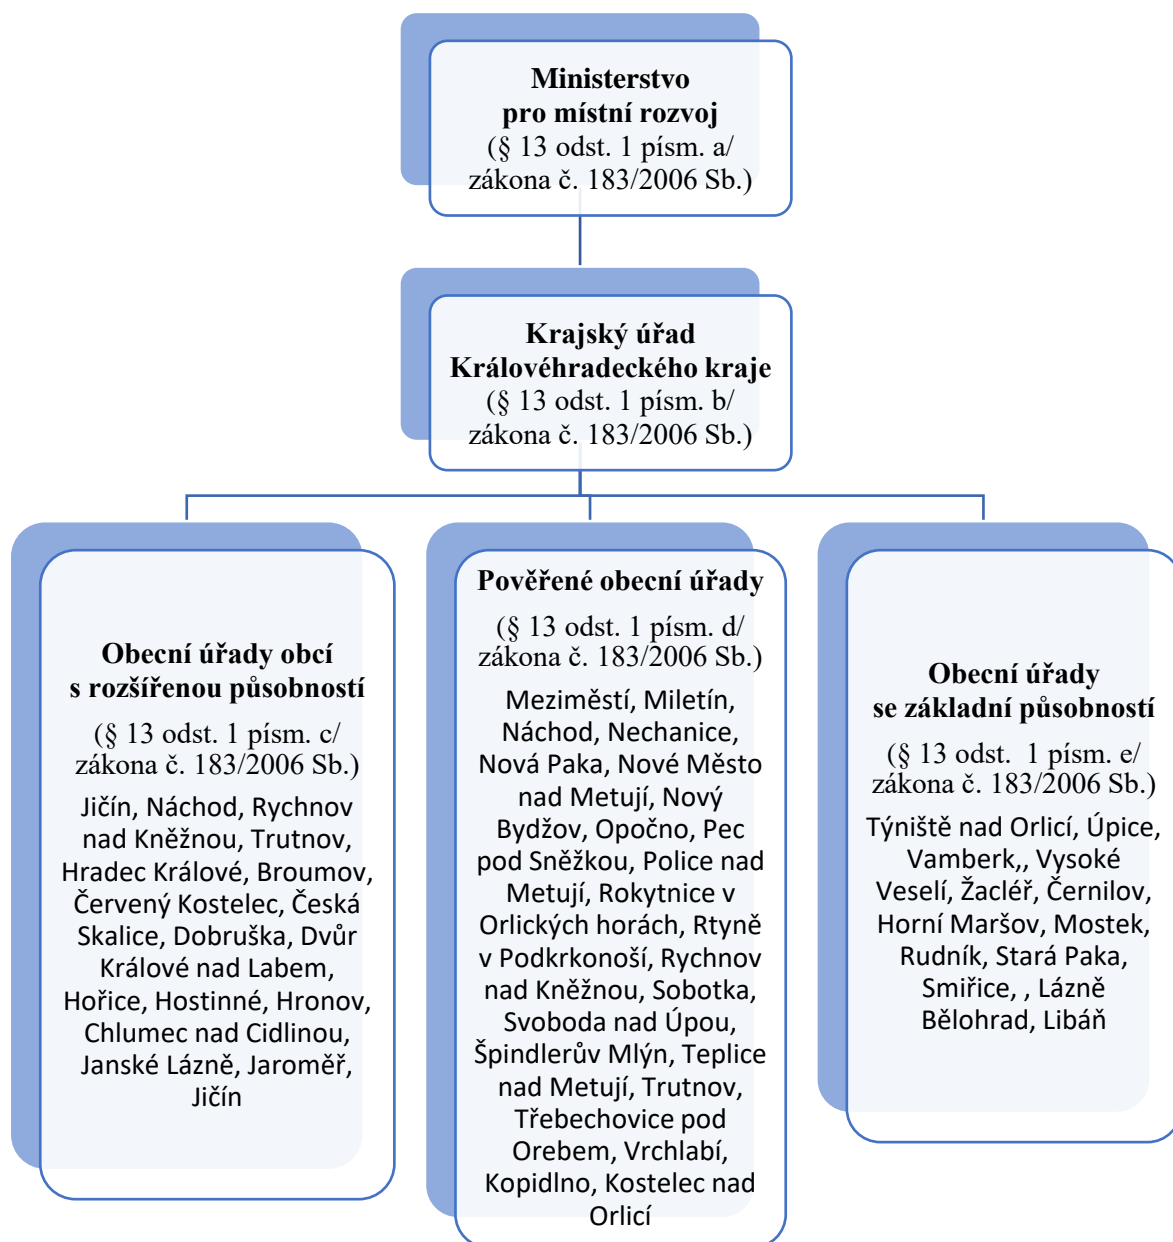 Ministerstvo
pro místní rozvoj
(§ 13 odst. 1 písm. a/
zákona č. 183/2006 Sb.)
Krajský úřad
Královéhradeckého kraje
(§ 13 odst. 1 písm. b/
zákona č. 183/2006 Sb.)
Obecní úřady obcí
s rozšířenou působností
(§ 13 odst. 1 písm. c/
zákona č. 183/2006 Sb.)
Jičín, Náchod, Rychnov
nad Kněžnou, Trutnov,
Hradec Králové, Broumov,
Červený Kostelec, Česká
Skalice, Dobruška, Dvůr
Králové nad Labem,
Hořice, Hostinné, Hronov,
Chlumec nad Cidlinou,
Janské Lázně, Jaroměř,
Jičín
Pověřené obecní úřady
(§ 13 odst. 1 písm. d/
zákona č. 183/2006 Sb.)
Meziměstí, Miletín,
Náchod, Nechanice,
Nová Paka, Nové Město
nad Metují, Nový
Bydžov, Opočno, Pec
pod Sněžkou, Police nad
Metují, Rokytnice v
Orlických horách, Rtyně
v Podkrkonoší, Rychnov
nad Kněžnou, Sobotka,
Svoboda nad Úpou,
Špindlerův Mlýn, Teplice
nad Metují, Trutnov,
Třebechovice pod
Orebem, Vrchlabí,
Kopidlno, Kostelec nad
Orlicí
Obecní úřady
se základní působností
(§ 13 odst.  1 písm. e/
zákona č. 183/2006 Sb.)
Týniště nad Orlicí, Úpice,
Vamberk,, Vysoké
Veselí, Žacléř, Černilov,
Horní Maršov, Mostek,
Rudník, Stará Paka,
Smiřice, , Lázně
Bělohrad, Libáň